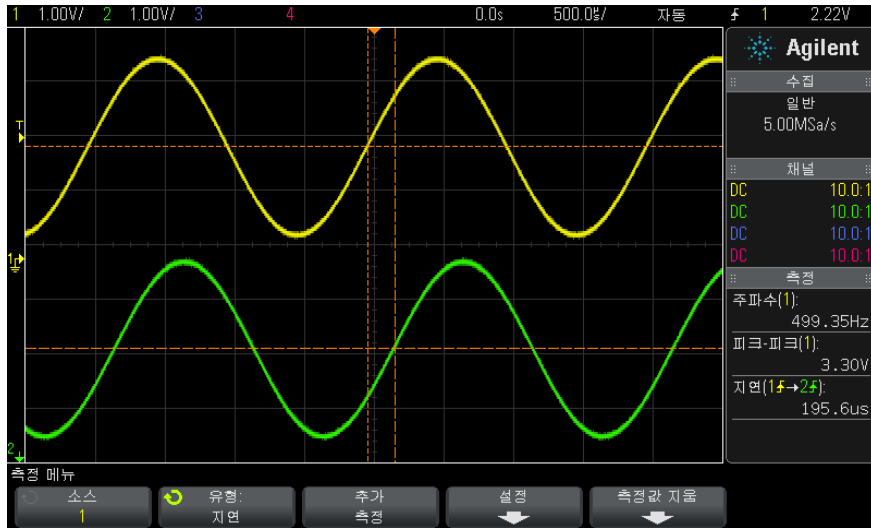 1 1.00V/ 2 1.00V/ 3 4 0.0s 500.0㎲/ 자동 1 2.22V
Agilent
수집
일반
5.00MSa/s
채널
DC 10.0:1
DC 10.0:1
DC 10.0:1
DC 10.0:1
측정
주파수(1):
499.35Hz
피크-피크(1):
3.30V
지연(1→2):
195.6us
T
1
2
측정 메뉴
소스
1
유형:
지연
추가
측정
설정
측정값 지움